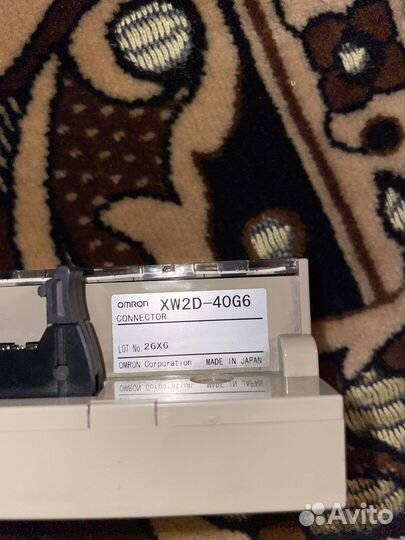 OMRON XW2D-40G6
CONNECTOR
LOT No. 26X6
OMRON Corporation MADE IN JAPAN
Avito